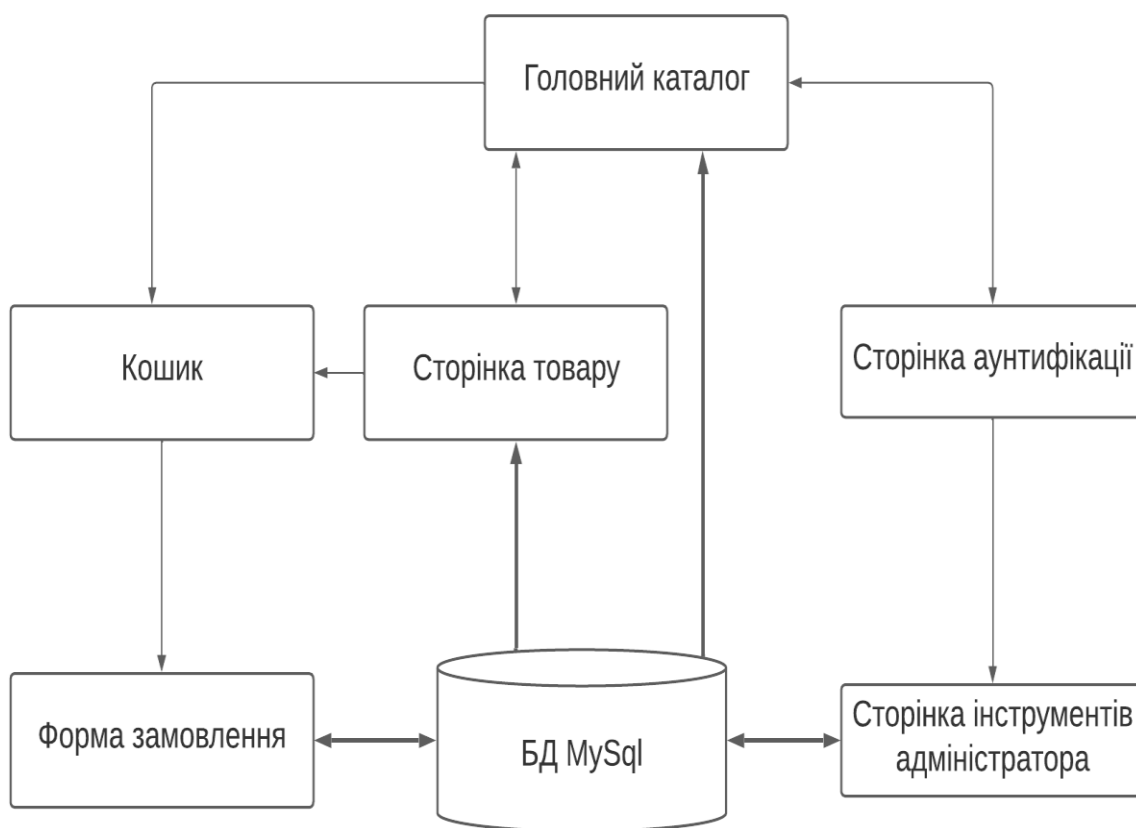 Головний каталог
Кошик
Сторінка товару
Сторінка аунтифікації
Форма замовлення
БД MySql
Сторінка інструментів
адміністратора